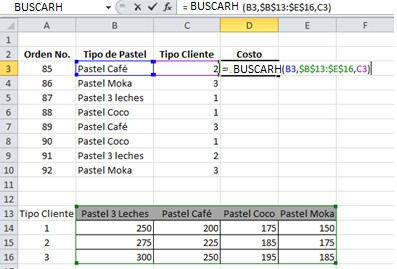 BUSCARH = BUSCARH (B3,$B$13:$E$16,C3)
A B C D E F
1
2 Orden No. Tipo de Pastel Tipo Cliente Costo
3 85 Pastel Café 2 = BUSCARH(B3,$B$13:$E$16,C3)
4 86 Pastel Moka 3
5 87 Pastel 3 leches 1
6 88 Pastel Coco 1
7 89 Pastel Café 3
8 90 Pastel Coco 1
9 91 Pastel 3 leches 2
10 92 Pastel Moka 3
11
12
13 Tipo Cliente Pastel 3 Leches Pastel Café Pastel Coco Pastel Moka
14 1 250 200 175 150
15 2 275 225 185 175
16 3 300 250 195 185